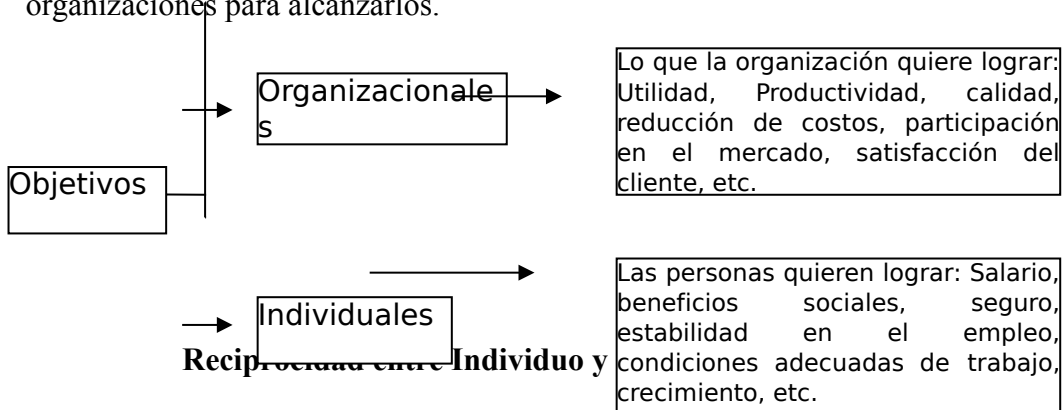 organizaciones para alcanzarlos.
Objetivos
Organizacionale
s
Lo que la organización quiere lograr:
Utilidad, Productividad, calidad,
reducción de costos, participación
en el mercado, satisfacción del
cliente, etc.
Individuales
Las personas quieren lograr: Salario,
beneficios sociales, seguro,
estabilidad en el empleo,
condiciones adecuadas de trabajo,
crecimiento, etc.
Reciprocidad entre Individuo y